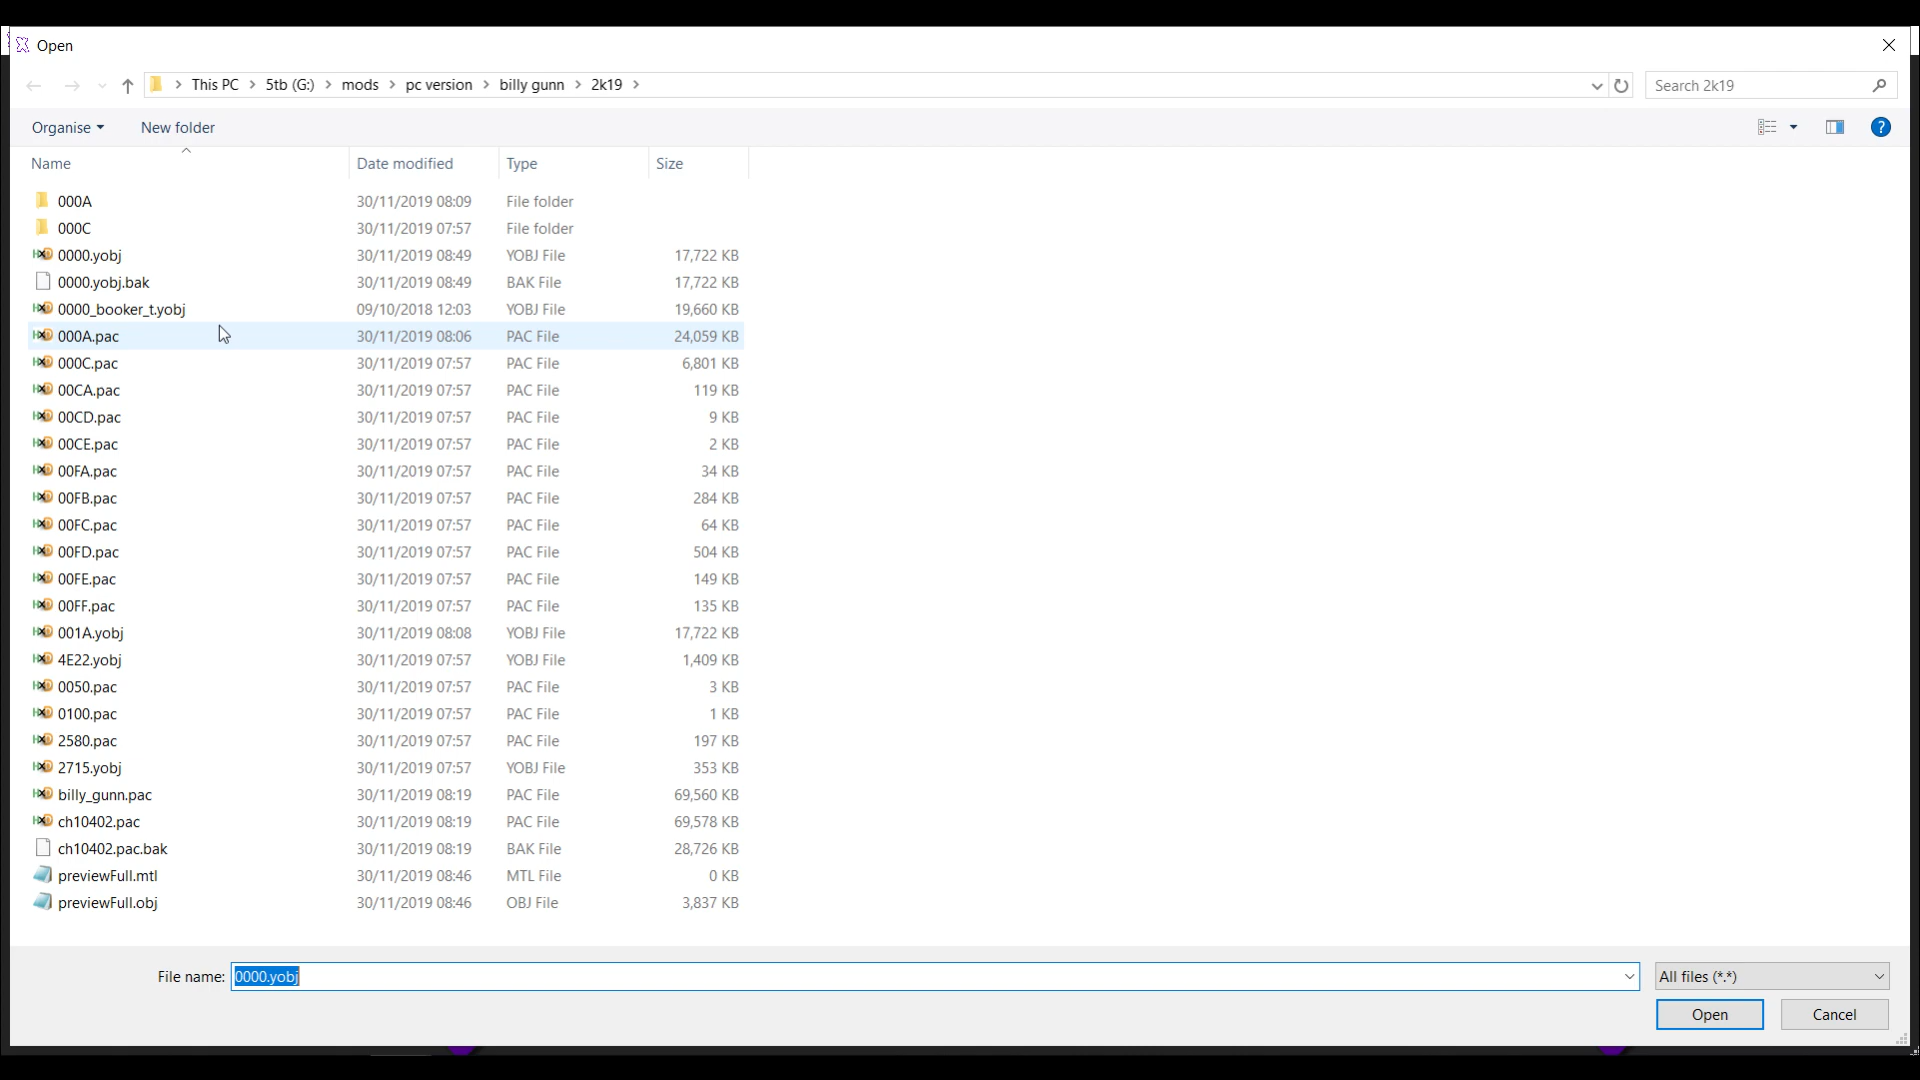 Open
This PC > 5tb (G:) > mods > pc version > billy gunn > 2k19 >
Search 2k19
Organise New folder
Name Date modified Type Size
000A 30/11/2019 08:09 File folder
000C 30/11/2019 07:57 File folder
0000.yobj 30/11/2019 08:49 YOBJ File 17,722 KB
0000.yobj.bak 30/11/2019 08:49 BAK File 17,722 KB
0000_booker_t.yobj 09/10/2018 12:03 YOBJ File 19,660 KB
000A.pac 30/11/2019 08:06 PAC File 24,059 KB
000C.pac 30/11/2019 07:57 PAC File 6,801 KB
00CA.pac 30/11/2019 07:57 PAC File 119 KB
00CD.pac 30/11/2019 07:57 PAC File 9 KB
00CE.pac 30/11/2019 07:57 PAC File 2 KB
00FA.pac 30/11/2019 07:57 PAC File 34 KB
00FB.pac 30/11/2019 07:57 PAC File 284 KB
00FC.pac 30/11/2019 07:57 PAC File 64 KB
00FD.pac 30/11/2019 07:57 PAC File 504 KB
00FE.pac 30/11/2019 07:57 PAC File 149 KB
00FF.pac 30/11/2019 07:57 PAC File 135 KB
001A.yobj 30/11/2019 08:08 YOBJ File 17,722 KB
4E22.yobj 30/11/2019 07:57 YOBJ File 1,409 KB
0050.pac 30/11/2019 07:57 PAC File 3 KB
0100.pac 30/11/2019 07:57 PAC File 1 KB
2580.pac 30/11/2019 07:57 PAC File 197 KB
2715.yobj 30/11/2019 07:57 YOBJ File 353 KB
billy_gunn.pac 30/11/2019 08:19 PAC File 69,560 KB
ch10402.pac 30/11/2019 08:19 PAC File 69,578 KB
ch10402.pac.bak 30/11/2019 08:19 BAK File 28,726 KB
previewFull.mtl 30/11/2019 08:46 MTL File 0 KB
previewFull.obj 30/11/2019 08:46 OBJ File 3,837 KB
File name: 0000.yobj All files (*.*)
Open Cancel